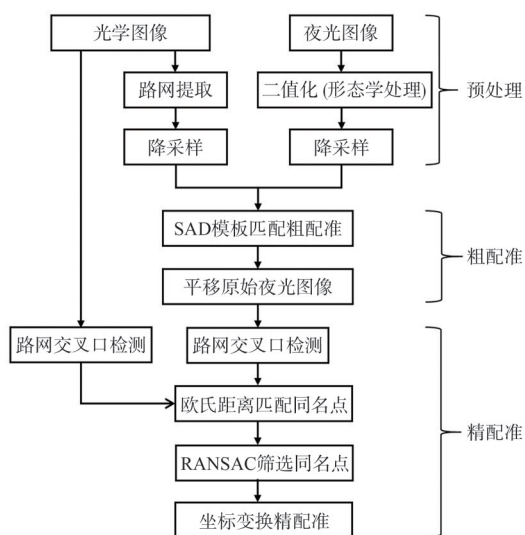 光学图像
夜光图像
路网提取
二值化 (形态学处理)
预处理
降采样
降采样
SAD模板匹配粗配准
粗配准
平移原始夜光图像
路网交叉口检测
路网交叉口检测
欧氏距离匹配同名点
精配准
RANSAC筛选同名点
坐标变换精配准